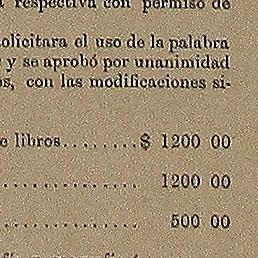 respectiva con permiso de
olicitara el uso de la palabra
y se aprobó por unanimidad
os, con las modificaciones si-
e libros........$ 1200 00
............... 1200 00
............... 500 00